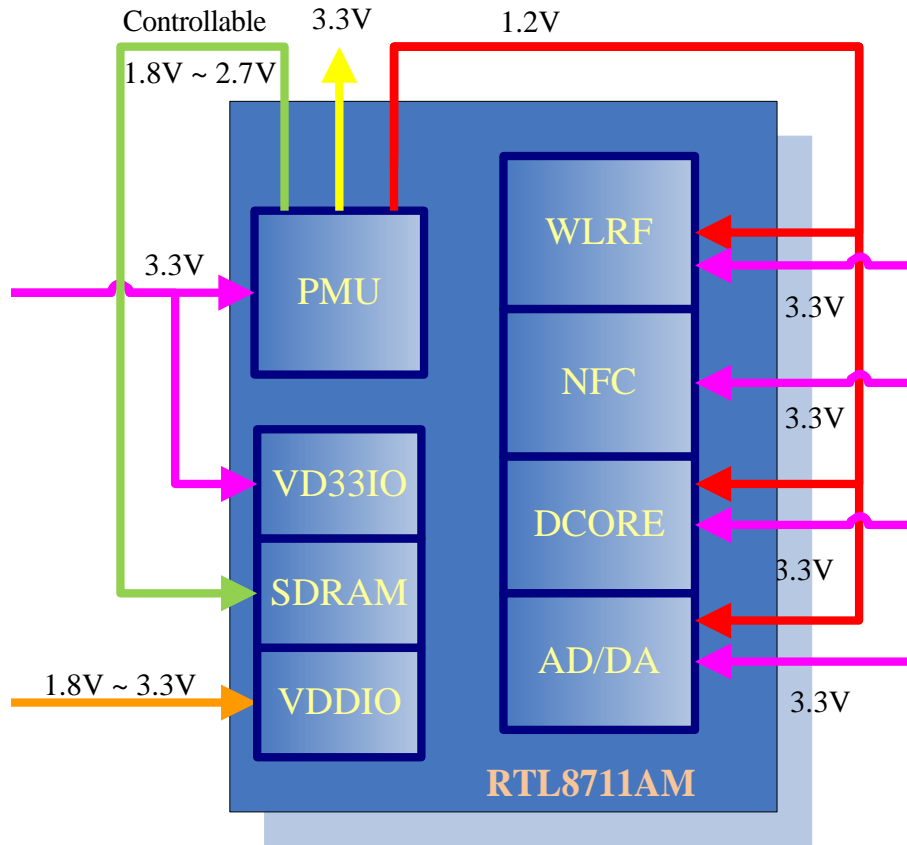 Controllable
3.3V
1.2V
1.8V ~ 2.7V
WLRF
3.3V
PMU
3.3V
NFC
3.3V
VD33IO
DCORE
3.3V
SDRAM
AD/DA
1.8V ~ 3.3V
VDDIO
3.3V
RTL8711AM